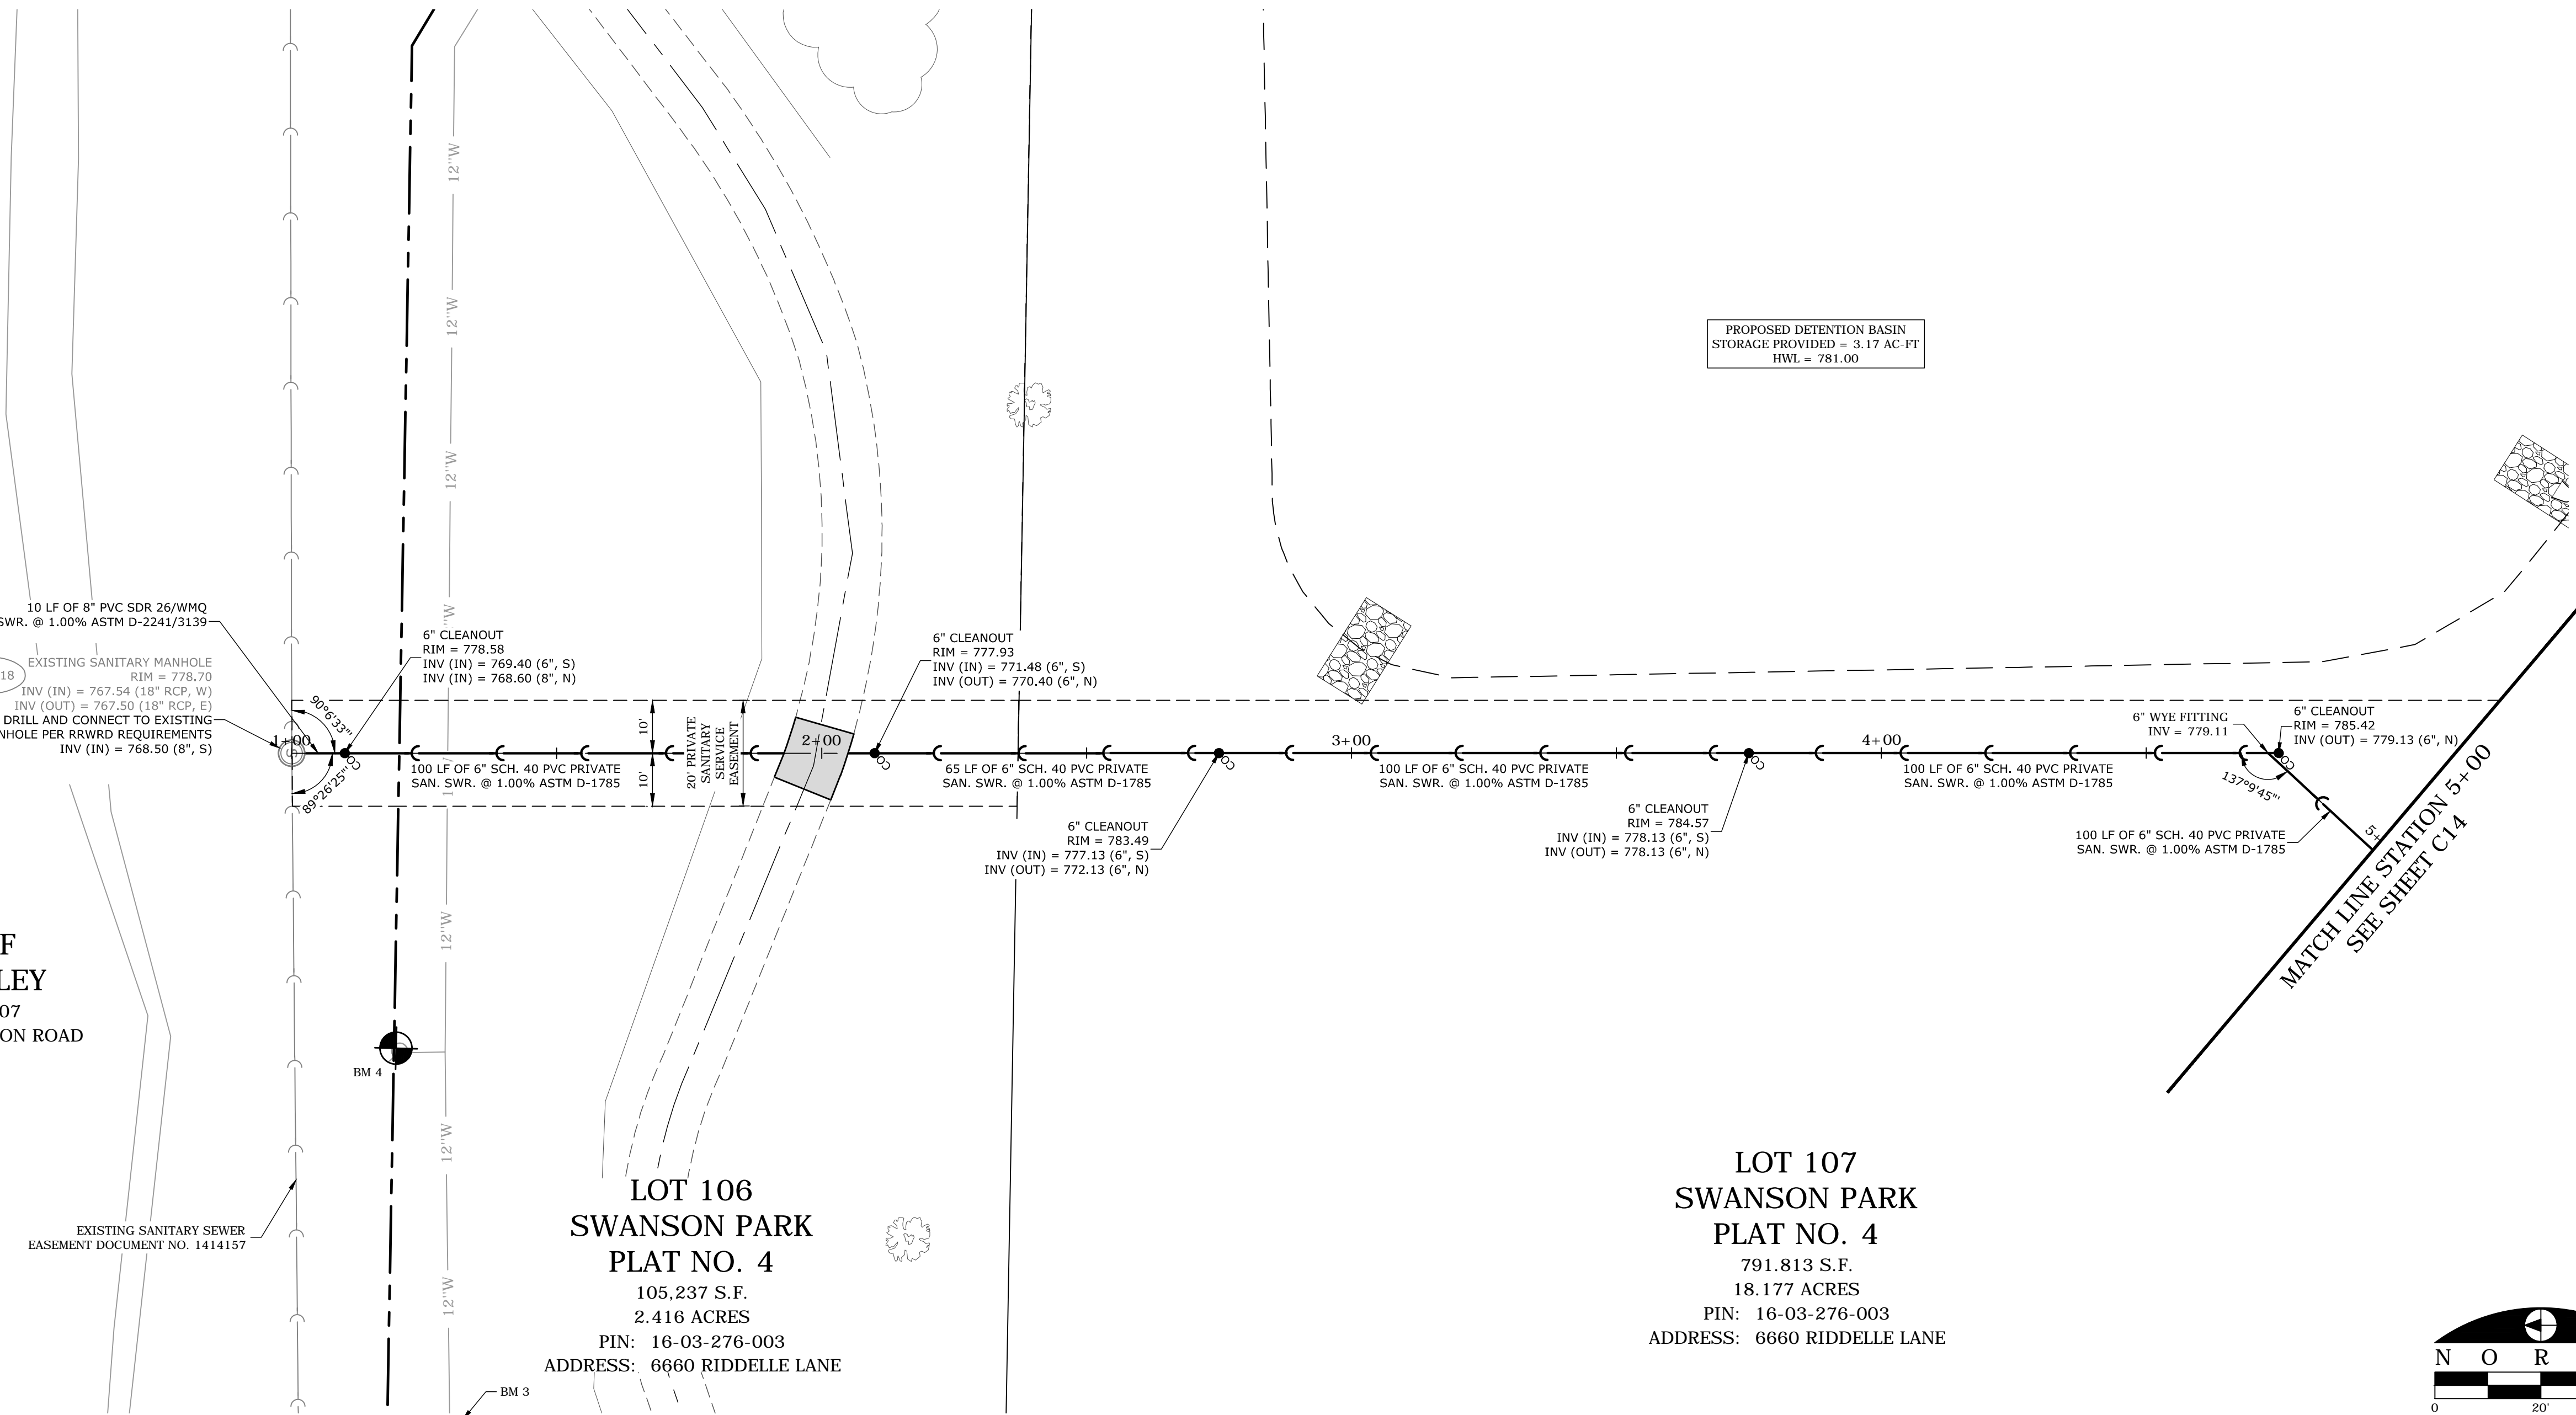 12"W
12"W
12"W
PROPOSED DETENTION BASIN
STORAGE PROVIDED = 3.17 AC-FT
HWL = 781.00
10 LF OF 8" PVC SDR 26/WMQ
SWR. @ 1.00% ASTM D-2241/3139
18
EXISTING SANITARY MANHOLE
RIM = 778.70
INV (IN) = 767.54 (18" RCP, W)
INV (OUT) = 767.50 (18" RCP, E)
DRILL AND CONNECT TO EXISTING
NHOLE PER RRWRD REQUIREMENTS
INV (IN) = 768.50 (8", S)
90°6'33"
89°26'25"
1+00
S
CO
6" CLEANOUT
RIM = 778.58
INV (IN) = 769.40 (6", S)
INV (IN) = 768.60 (8", N)
"W
100 LF OF 6" SCH. 40 PVC PRIVATE
SAN. SWR. @ 1.00% ASTM D-1785
10'
10'
20' PRIVATE
SANITARY
SERVICE
EASEMENT
2+00
CO
6" CLEANOUT
RIM = 777.93
INV (IN) = 771.48 (6", S)
INV (OUT) = 770.40 (6", N)
65 LF OF 6" SCH. 40 PVC PRIVATE
SAN. SWR. @ 1.00% ASTM D-1785
CO
6" CLEANOUT
RIM = 783.49
INV (IN) = 777.13 (6", S)
INV (OUT) = 772.13 (6", N)
3+00
100 LF OF 6" SCH. 40 PVC PRIVATE
SAN. SWR. @ 1.00% ASTM D-1785
CO
6" CLEANOUT
RIM = 784.57
INV (IN) = 778.13 (6", S)
INV (OUT) = 778.13 (6", N)
4+00
100 LF OF 6" SCH. 40 PVC PRIVATE
SAN. SWR. @ 1.00% ASTM D-1785
6" WYE FITTING
INV = 779.11
6" CLEANOUT
RIM = 785.42
INV (OUT) = 779.13 (6", N)
CO
137°9'45"
100 LF OF 6" SCH. 40 PVC PRIVATE
SAN. SWR. @ 1.00% ASTM D-1785
5+
MATCH LINE STATION 5+00
SEE SHEET C14
F
LEY
07
ON ROAD
12"W
BM 4
12"W
12"W
EXISTING SANITARY SEWER
EASEMENT DOCUMENT NO. 1414157
LOT 106
SWANSON PARK
PLAT NO. 4
105,237 S.F.
2.416 ACRES
PIN: 16-03-276-003
ADDRESS: 6660 RIDDELLE LANE
BM 3
LOT 107
SWANSON PARK
PLAT NO. 4
791.813 S.F.
18.177 ACRES
PIN: 16-03-276-003
ADDRESS: 6660 RIDDELLE LANE
N O R
0 20'